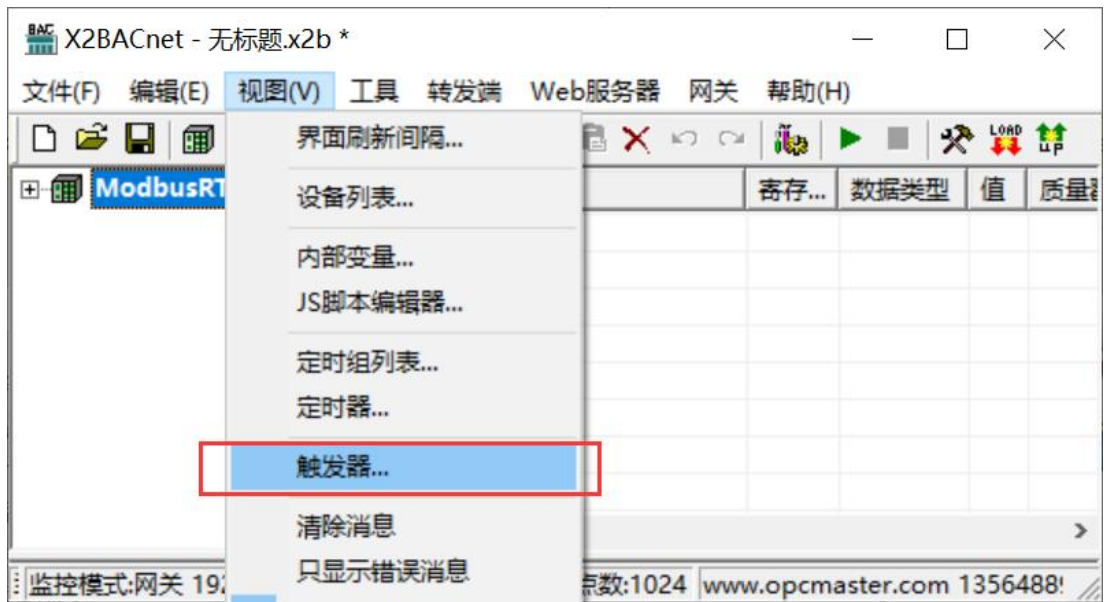 BAC X2BACnet - 无标题.x2b *
文件(F) 编辑(E) 视图(V) 工具 转发端 Web服务器 网关 帮助(H)
界面刷新间隔...
LOAD UP
ModbusRT
设备列表...
寄存... 数据类型 值 质量
内部变量...
JS脚本编辑器...
定时组列表...
定时器...
触发器...
清除消息
只显示错误消息
监控模式:网关 192 点数:1024 www.opcmaster.com 1356488